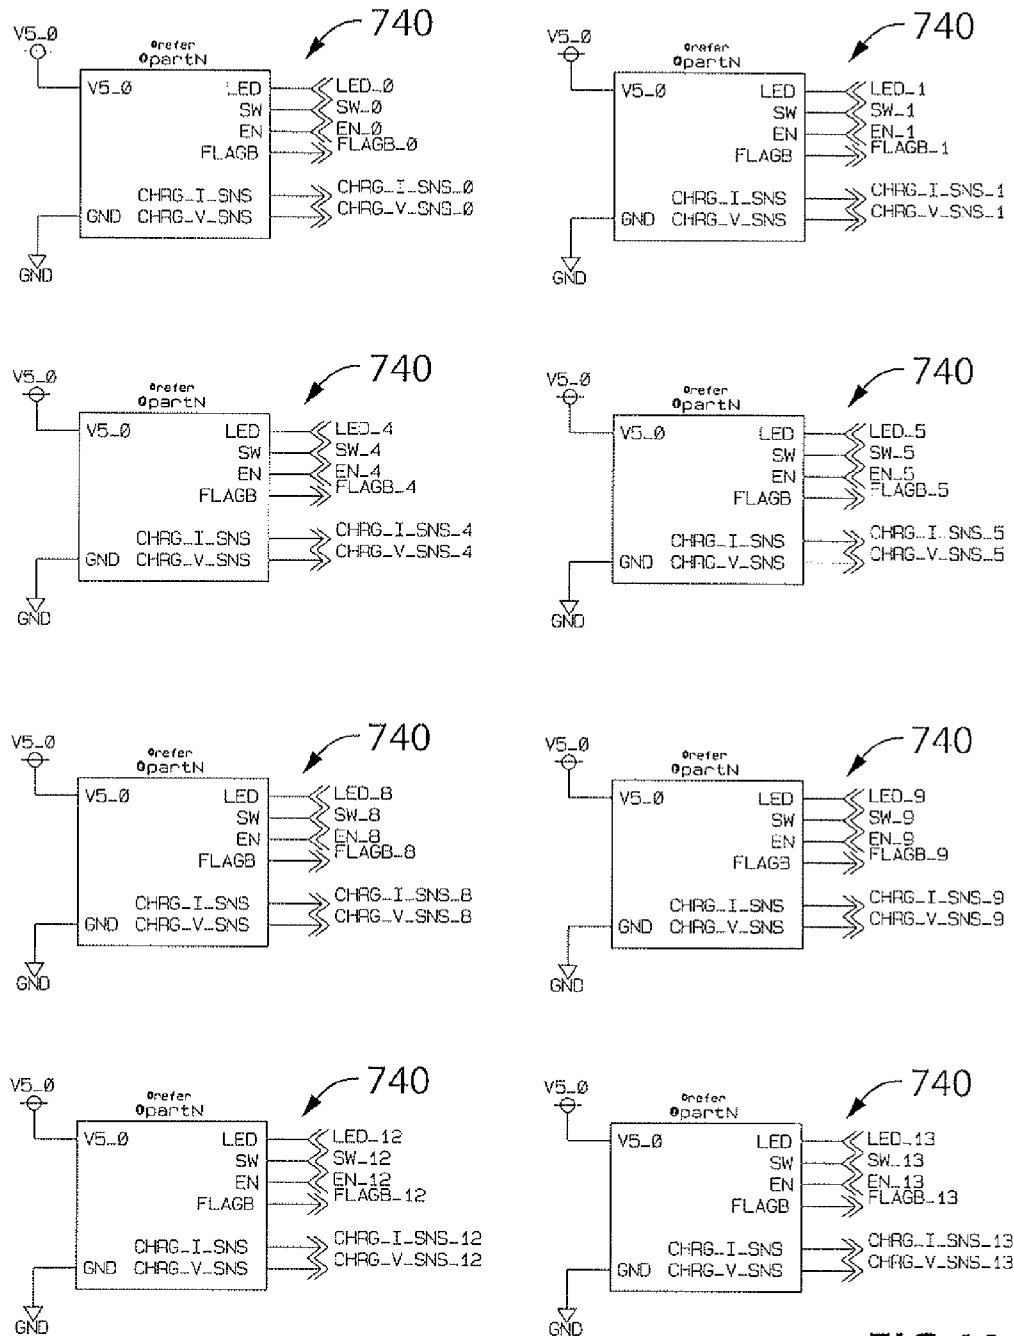 V5_0
@refer
@partN
740
V5_0 LED LED_0
SW SW_0
EN EN_0
FLAGB FLAGB_0
CHRG_I_SNS CHRG_I_SNS_0
GND CHRG_V_SNS CHRG_V_SNS_0
GND
V5_0
@refer
@partN
740
V5_0 LED LED_1
SW SW_1
EN EN_1
FLAGB FLAGB_1
CHRG_I_SNS CHRG_I_SNS_1
GND CHRG_V_SNS CHRG_V_SNS_1
GND
V5_0
@refer
@partN
740
V5_0 LED LED_4
SW SW_4
EN EN_4
FLAGB FLAGB_4
CHRG_I_SNS CHRG_I_SNS_4
GND CHRG_V_SNS CHRG_V_SNS_4
GND
V5_0
@refer
@partN
740
V5_0 LED LED_5
SW SW_5
EN EN_5
FLAGB FLAGB_5
CHRG_I_SNS CHRG_I_SNS_5
GND CHRG_V_SNS CHRG_V_SNS_5
GND
V5_0
@refer
@partN
740
V5_0 LED LED_8
SW SW_8
EN EN_8
FLAGB FLAGB_8
CHRG_I_SNS CHRG_I_SNS_8
GND CHRG_V_SNS CHRG_V_SNS_8
GND
V5_0
@refer
@partN
740
V5_0 LED LED_9
SW SW_9
EN EN_9
FLAGB FLAGB_9
CHRG_I_SNS CHRG_I_SNS_9
GND CHRG_V_SNS CHRG_V_SNS_9
GND
V5_0
@refer
@partN
740
V5_0 LED LED_12
SW SW_12
EN EN_12
FLAGB FLAGB_12
CHRG_I_SNS CHRG_I_SNS_12
GND CHRG_V_SNS CHRG_V_SNS_12
GND
V5_0
@refer
@partN
740
V5_0 LED LED_13
SW SW_13
EN EN_13
FLAGB FLAGB_13
CHRG_I_SNS CHRG_I_SNS_13
GND CHRG_V_SNS CHRG_V_SNS_13
GND